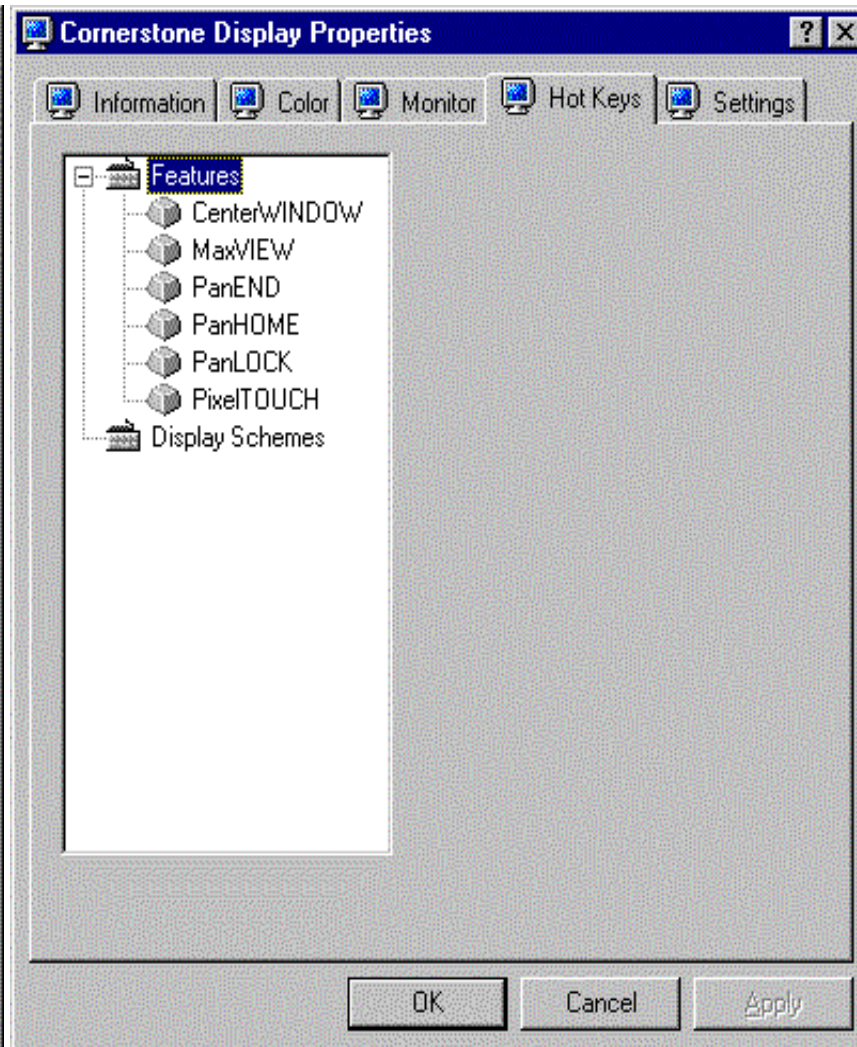 Cornerstone Display Properties
Information Color Monitor Hot Keys Settings
Features
CenterWINDOW
MaxVIEW
PanEND
PanHOME
PanLOCK
PixelTOUCH
Display Schemes
OK Cancel Apply